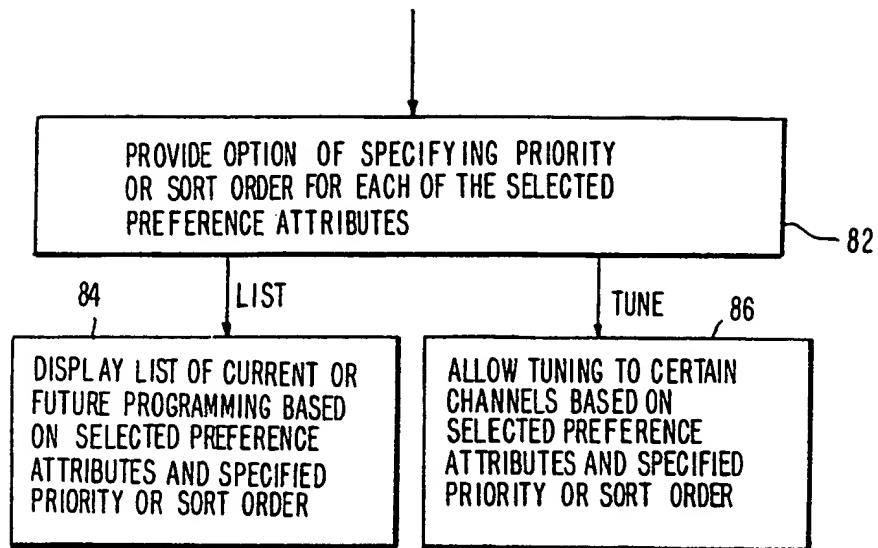 PROVIDE OPTION OF SPECIFYING PRIORITY
OR SORT ORDER FOR EACH OF THE SELECTED
PREFERENCE ATTRIBUTES
82
84
LIST
TUNE
86
DISPLAY LIST OF CURRENT OR
FUTURE PROGRAMMING BASED
ON SELECTED PREFERENCE
ATTRIBUTES AND SPECIFIED
PRIORITY OR SORT ORDER
ALLOW TUNING TO CERTAIN
CHANNELS BASED ON
SELECTED PREFERENCE
ATTRIBUTES AND SPECIFIED
PRIORITY OR SORT ORDER